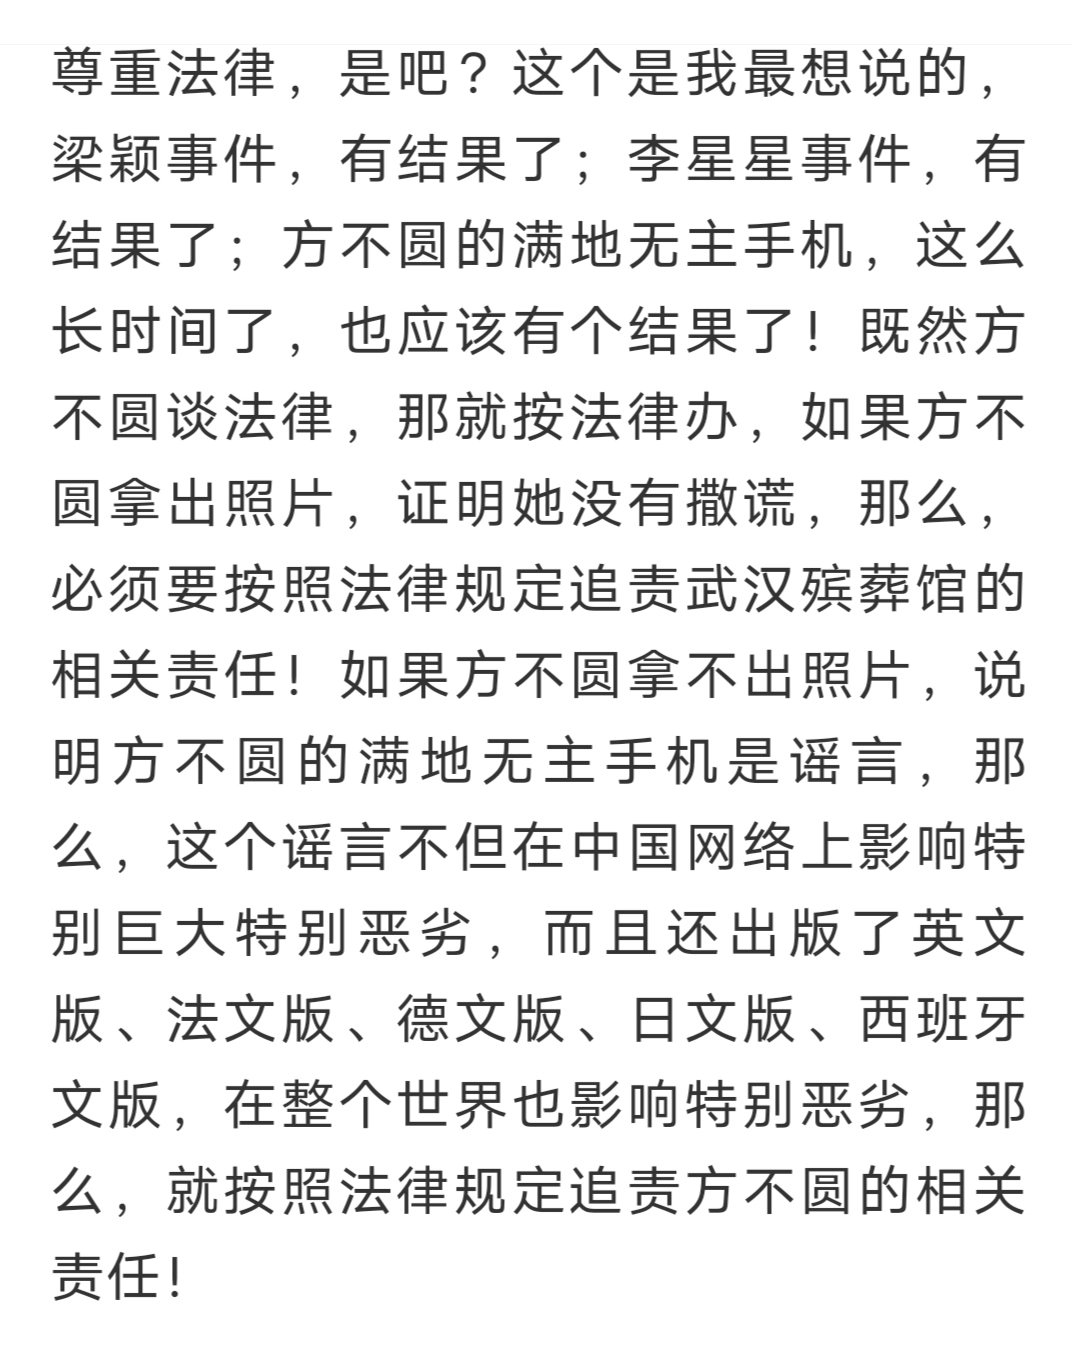 尊重法律，是吧？这个是我最想说的，
梁颖事件，有结果了；李星星事件，有
结果了；方不圆的满地无主手机，这么
长时间了，也应该有个结果了！既然方
不圆谈法律，那就按法律办，如果方不
圆拿出照片，证明她没有撒谎，那么，
必须要按照法律规定追责武汉殡葬馆的
相关责任！如果方不圆拿不出照片，说
明方不圆的满地无主手机是谣言，那
么，这个谣言不但在中国网络上影响特
别巨大特别恶劣，而且还出版了英文
版、法文版、德文版、日文版、西班牙
文版，在整个世界也影响特别恶劣，那
么，就按照法律规定追责方不圆的相关
责任！